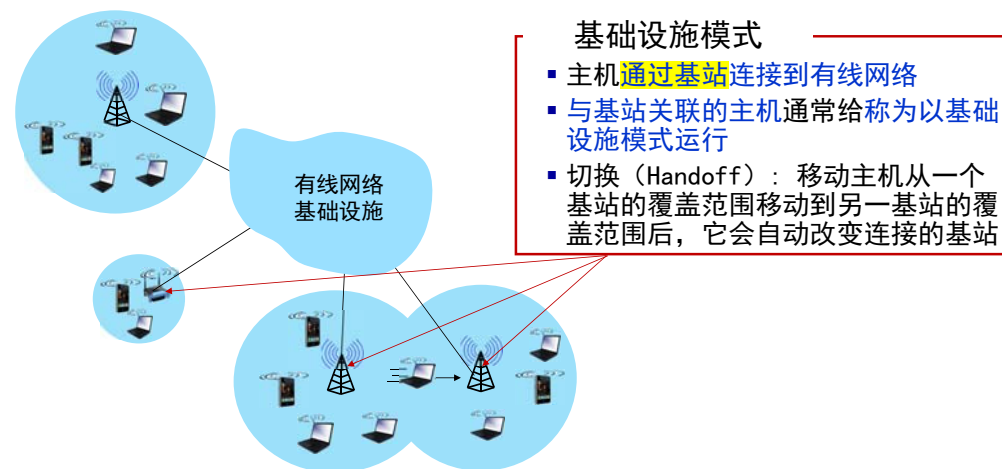 基础设施模式
▪ 主机通过基站连接到有线网络
▪ 与基站关联的主机通常给称为以基础
设施模式运行
▪ 切换（Handoff）: 移动主机从一个
基站的覆盖范围移动到另一基站的覆
盖范围后，它会自动改变连接的基站
有线网络
基础设施